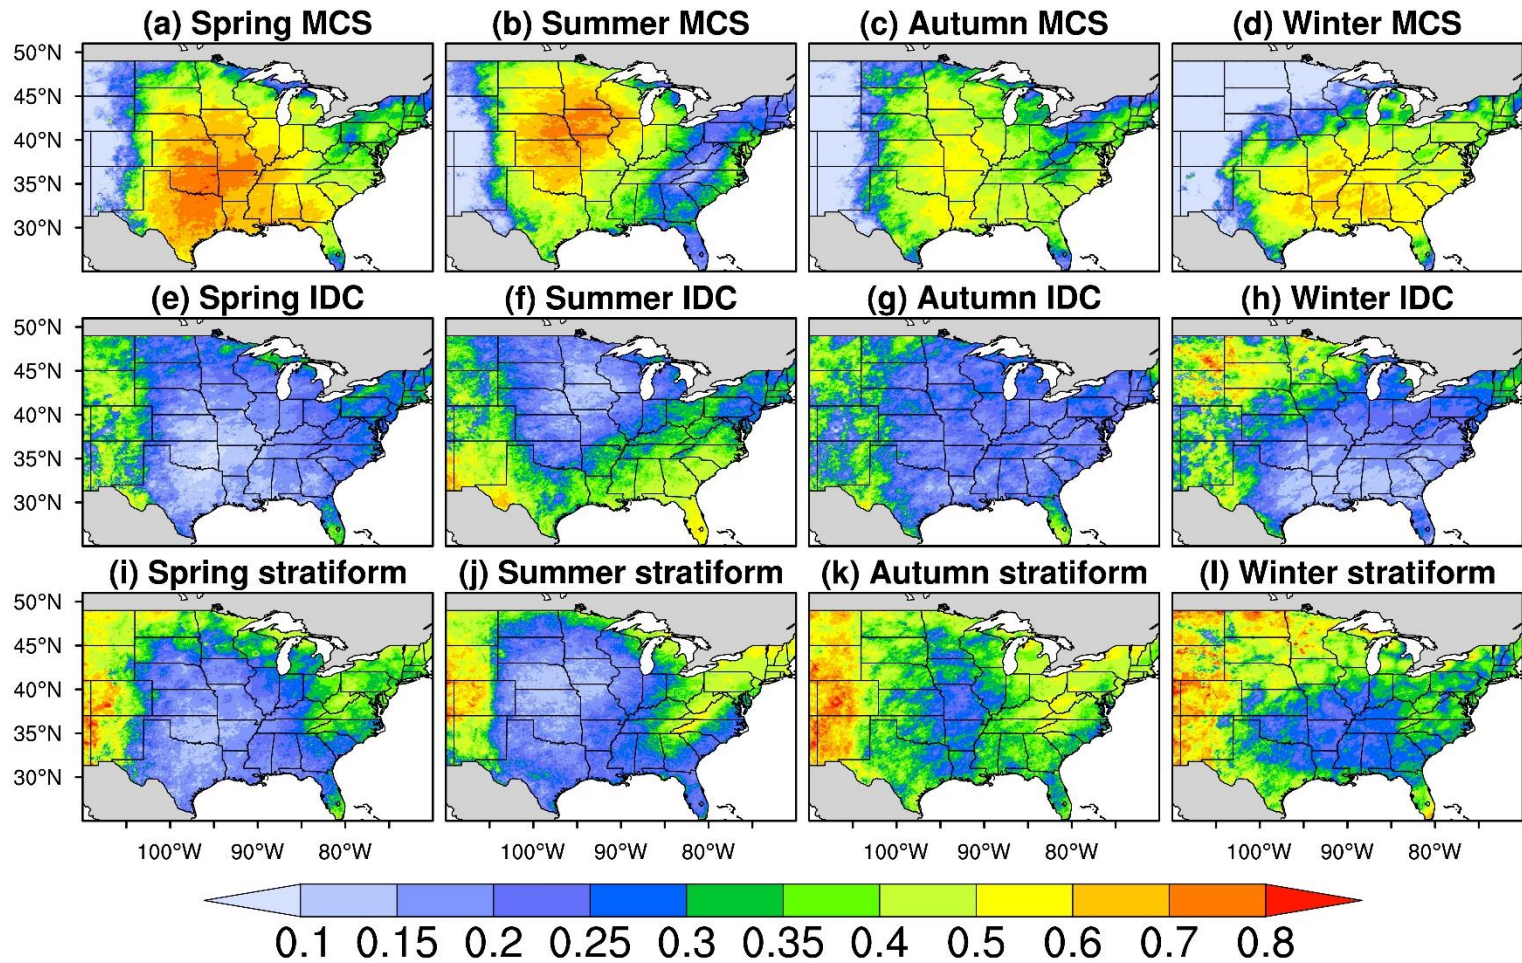 (a) Spring MCS (b) Summer MCS (c) Autumn MCS (d) Winter MCS
50°N
45°N
40°N
35°N
30°N
(e) Spring IDC (f) Summer IDC (g) Autumn IDC (h) Winter IDC
50°N
45°N
40°N
35°N
30°N
(i) Spring stratiform (j) Summer stratiform (k) Autumn stratiform (l) Winter stratiform
50°N
45°N
40°N
35°N
30°N
100°W 90°W 80°W 100°W 90°W 80°W 100°W 90°W 80°W 100°W 90°W 80°W
0.1 0.15 0.2 0.25 0.3 0.35 0.4 0.5 0.6 0.7 0.8